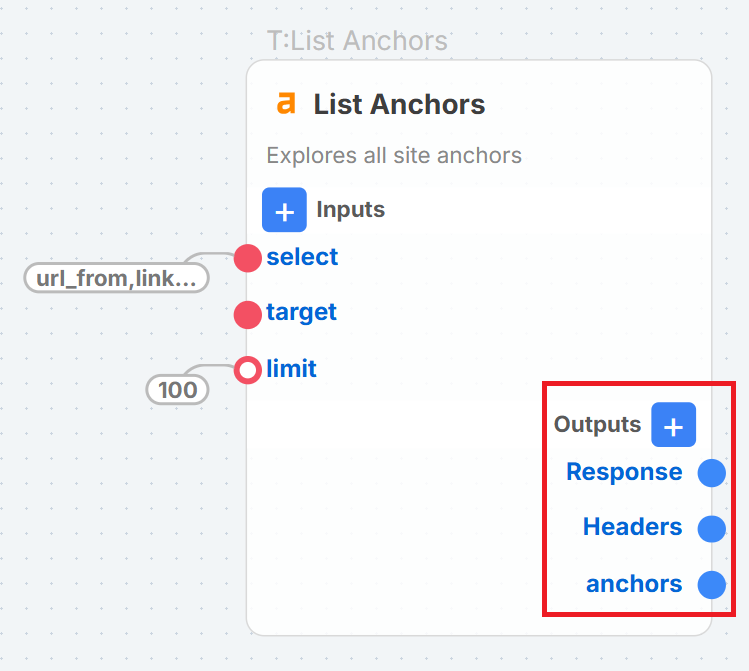 T:List Anchors
a List Anchors
Explores all site anchors
+ Inputs
select
url_from,link...
target
limit
100
Outputs +
Response
Headers
anchors